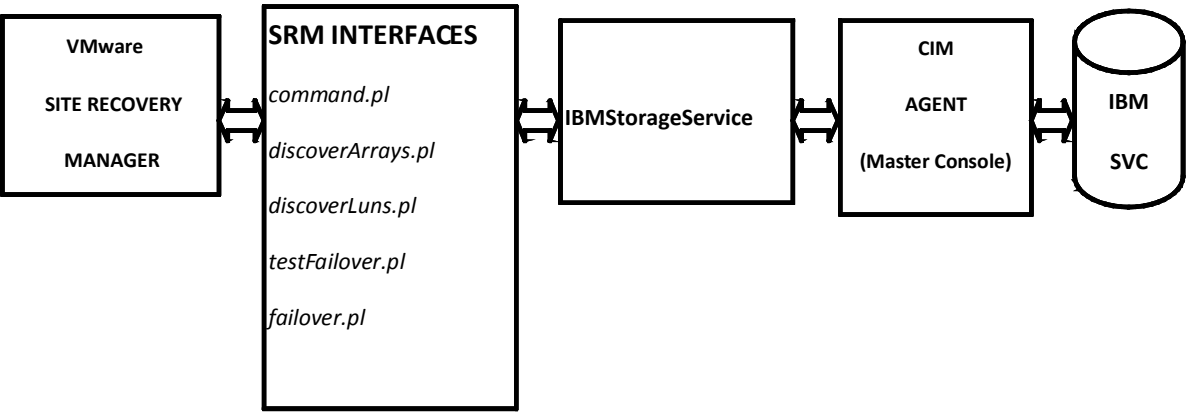 VMware
SITE RECOVERY
MANAGER
SRM INTERFACES
command.pl
discoverArrays.pl
discoverLuns.pl
testFailover.pl
failover.pl
IBMStorageService
CIM
AGENT
(Master Console)
IBM
SVC